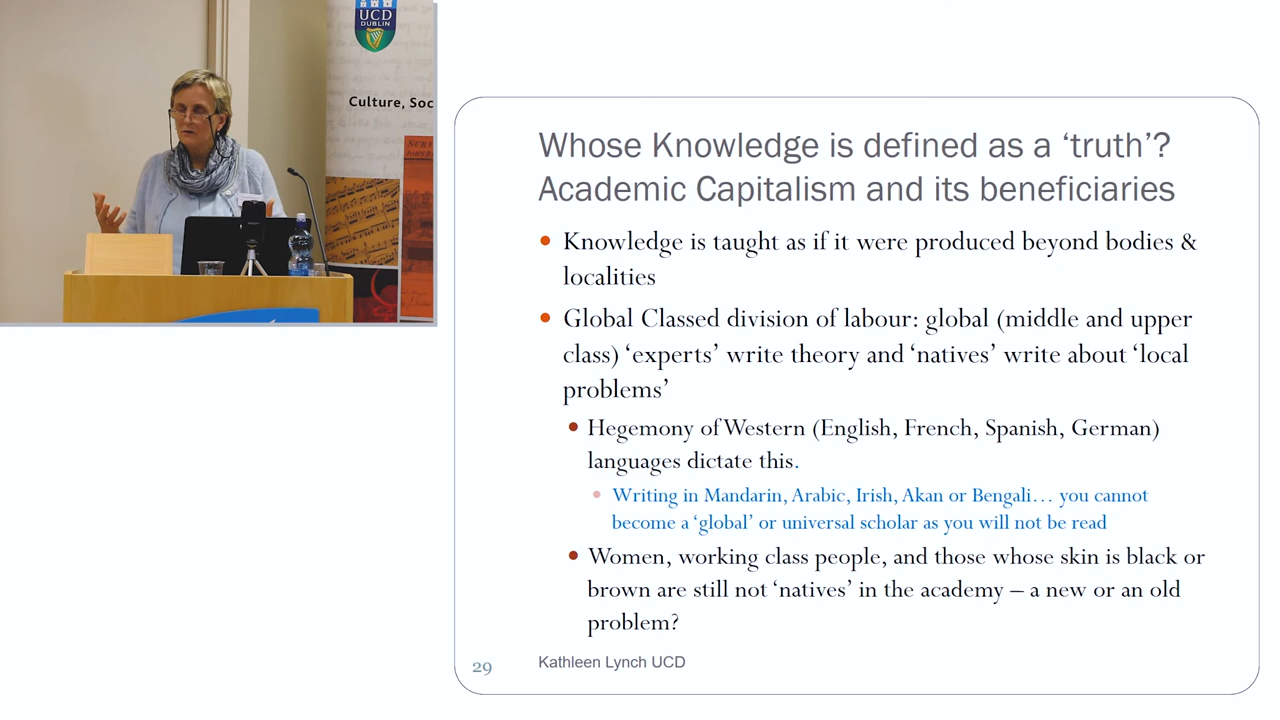 UCD
DUBLIN
Culture, Soc
Whose Knowledge is defined as a ‘truth’?
Academic Capitalism and its beneficiaries
• Knowledge is taught as if it were produced beyond bodies &
localities
• Global Classed division of labour: global (middle and upper
class) ‘experts’ write theory and ‘natives’ write about ‘local
problems’
• Hegemony of Western (English, French, Spanish, German)
languages dictate this.
• Writing in Mandarin, Arabic, Irish, Akan or Bengali… you cannot
become a ‘global’ or universal scholar as you will not be read
• Women, working class people, and those whose skin is black or
brown are still not ‘natives’ in the academy – a new or an old
problem?
29
Kathleen Lynch UCD